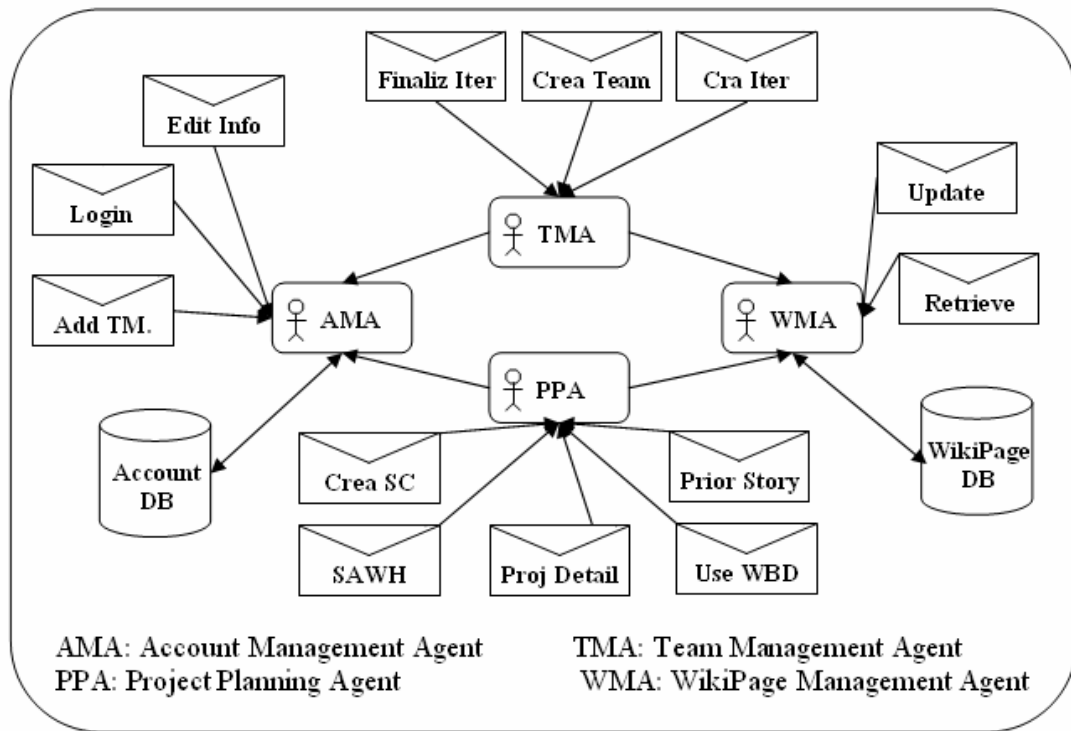 Finaliz Iter
Crea Team
Cra Iter
Edit Info
Login
Update
TMA
Add TM.
AMA
WMA
Retrieve
PPA
Account
DB
Crea SC
Prior Story
WikiPage
DB
SAWH
Proj Detail
Use WBD
AMA: Account Management Agent
TMA: Team Management Agent
PPA: Project Planning Agent
WMA: WikiPage Management Agent